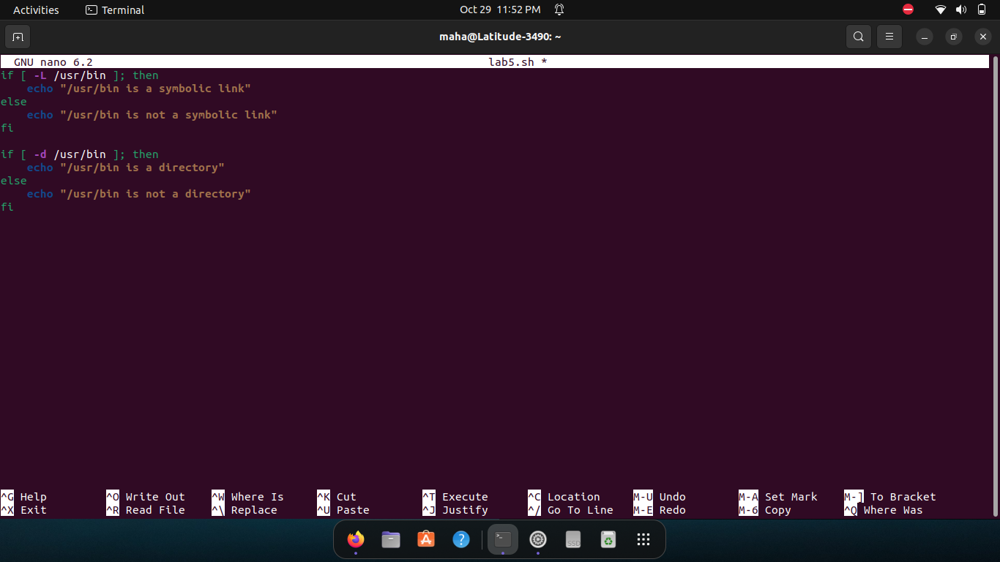 Activities Terminal Oct 29 11:52 PM
maha@Latitude-3490: ~
GNU nano 6.2 lab5.sh *
if [ -L /usr/bin ]; then
    echo "/usr/bin is a symbolic link"
else
    echo "/usr/bin is not a symbolic link"
fi

if [ -d /usr/bin ]; then
    echo "/usr/bin is a directory"
else
    echo "/usr/bin is not a directory"
fi
^G Help ^O Write Out ^W Where Is ^K Cut ^T Execute ^C Location M-U Undo M-A Set Mark M-] To Bracket
^X Exit ^R Read File ^\ Replace ^U Paste ^J Justify ^/ Go To Line M-E Redo M-6 Copy ^Q Where Was
SSD